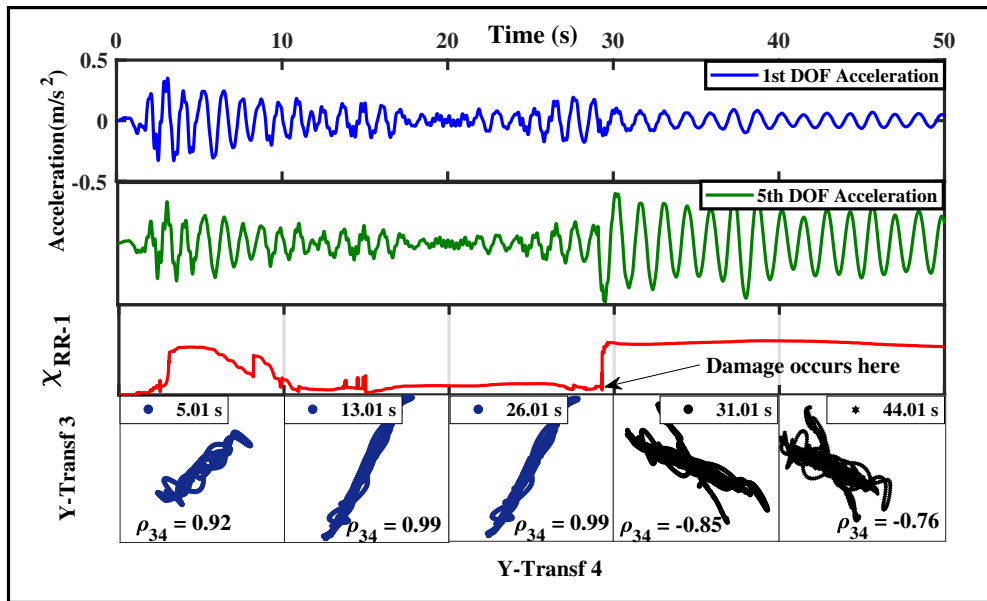 Time (s)
0 10 20 30 40 50
0.5
0
-0.5
Acceleration(m/s²)
1st DOF Acceleration
5th DOF Acceleration
χRR-1
Damage occurs here
5.01 s 13.01 s 26.01 s 31.01 s 44.01 s
Y-Transf 3
ρ34 = 0.92 ρ34 = 0.99 ρ34 = 0.99 ρ34 = -0.85 ρ34 = -0.76
Y-Transf 4